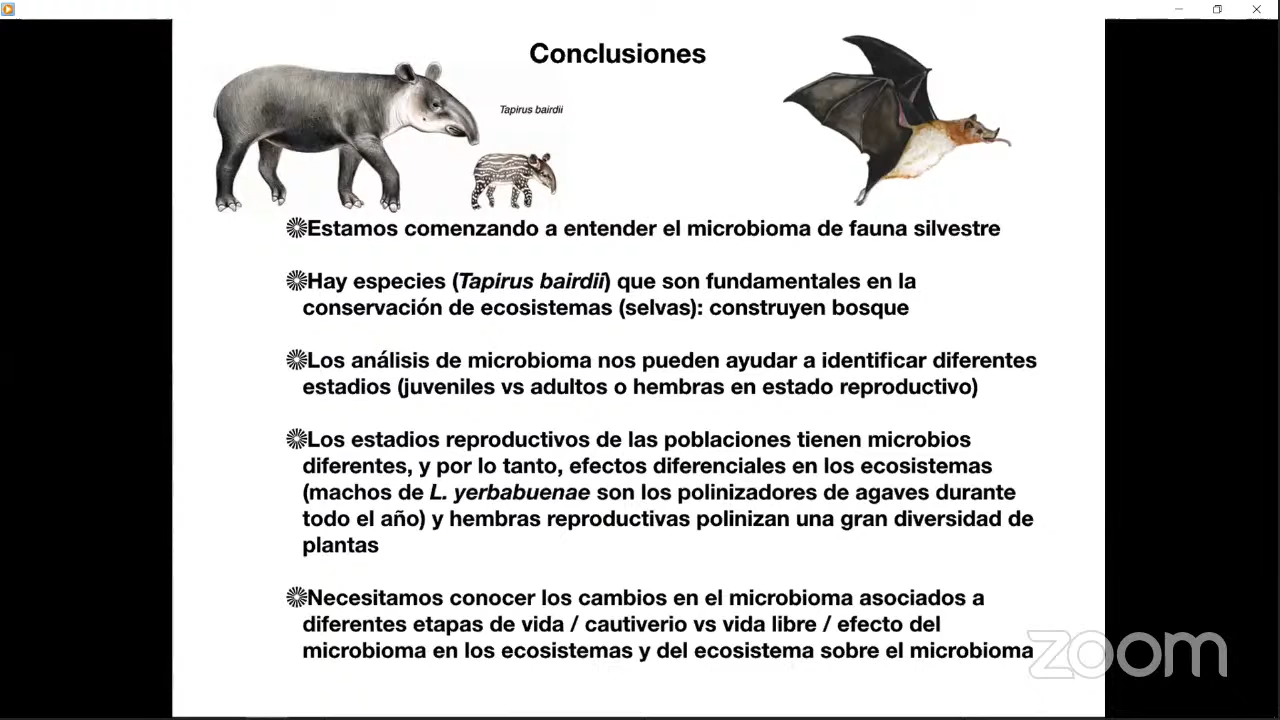 Conclusiones
Tapirus bairdii
Estamos comenzando a entender el microbioma de fauna silvestre
Hay especies (Tapirus bairdii) que son fundamentales en la
conservación de ecosistemas (selvas): construyen bosque
Los análisis de microbioma nos pueden ayudar a identificar diferentes
estadios (juveniles vs adultos o hembras en estado reproductivo)
Los estadios reproductivos de las poblaciones tienen microbios
diferentes, y por lo tanto, efectos diferenciales en los ecosistemas
(machos de L. yerbabuenae son los polinizadores de agaves durante
todo el año) y hembras reproductivas polinizan una gran diversidad de
plantas
Necesitamos conocer los cambios en el microbioma asociados a
diferentes etapas de vida / cautiverio vs vida libre / efecto del
microbioma en los ecosistemas y del ecosistema sobre el microbioma
zoom